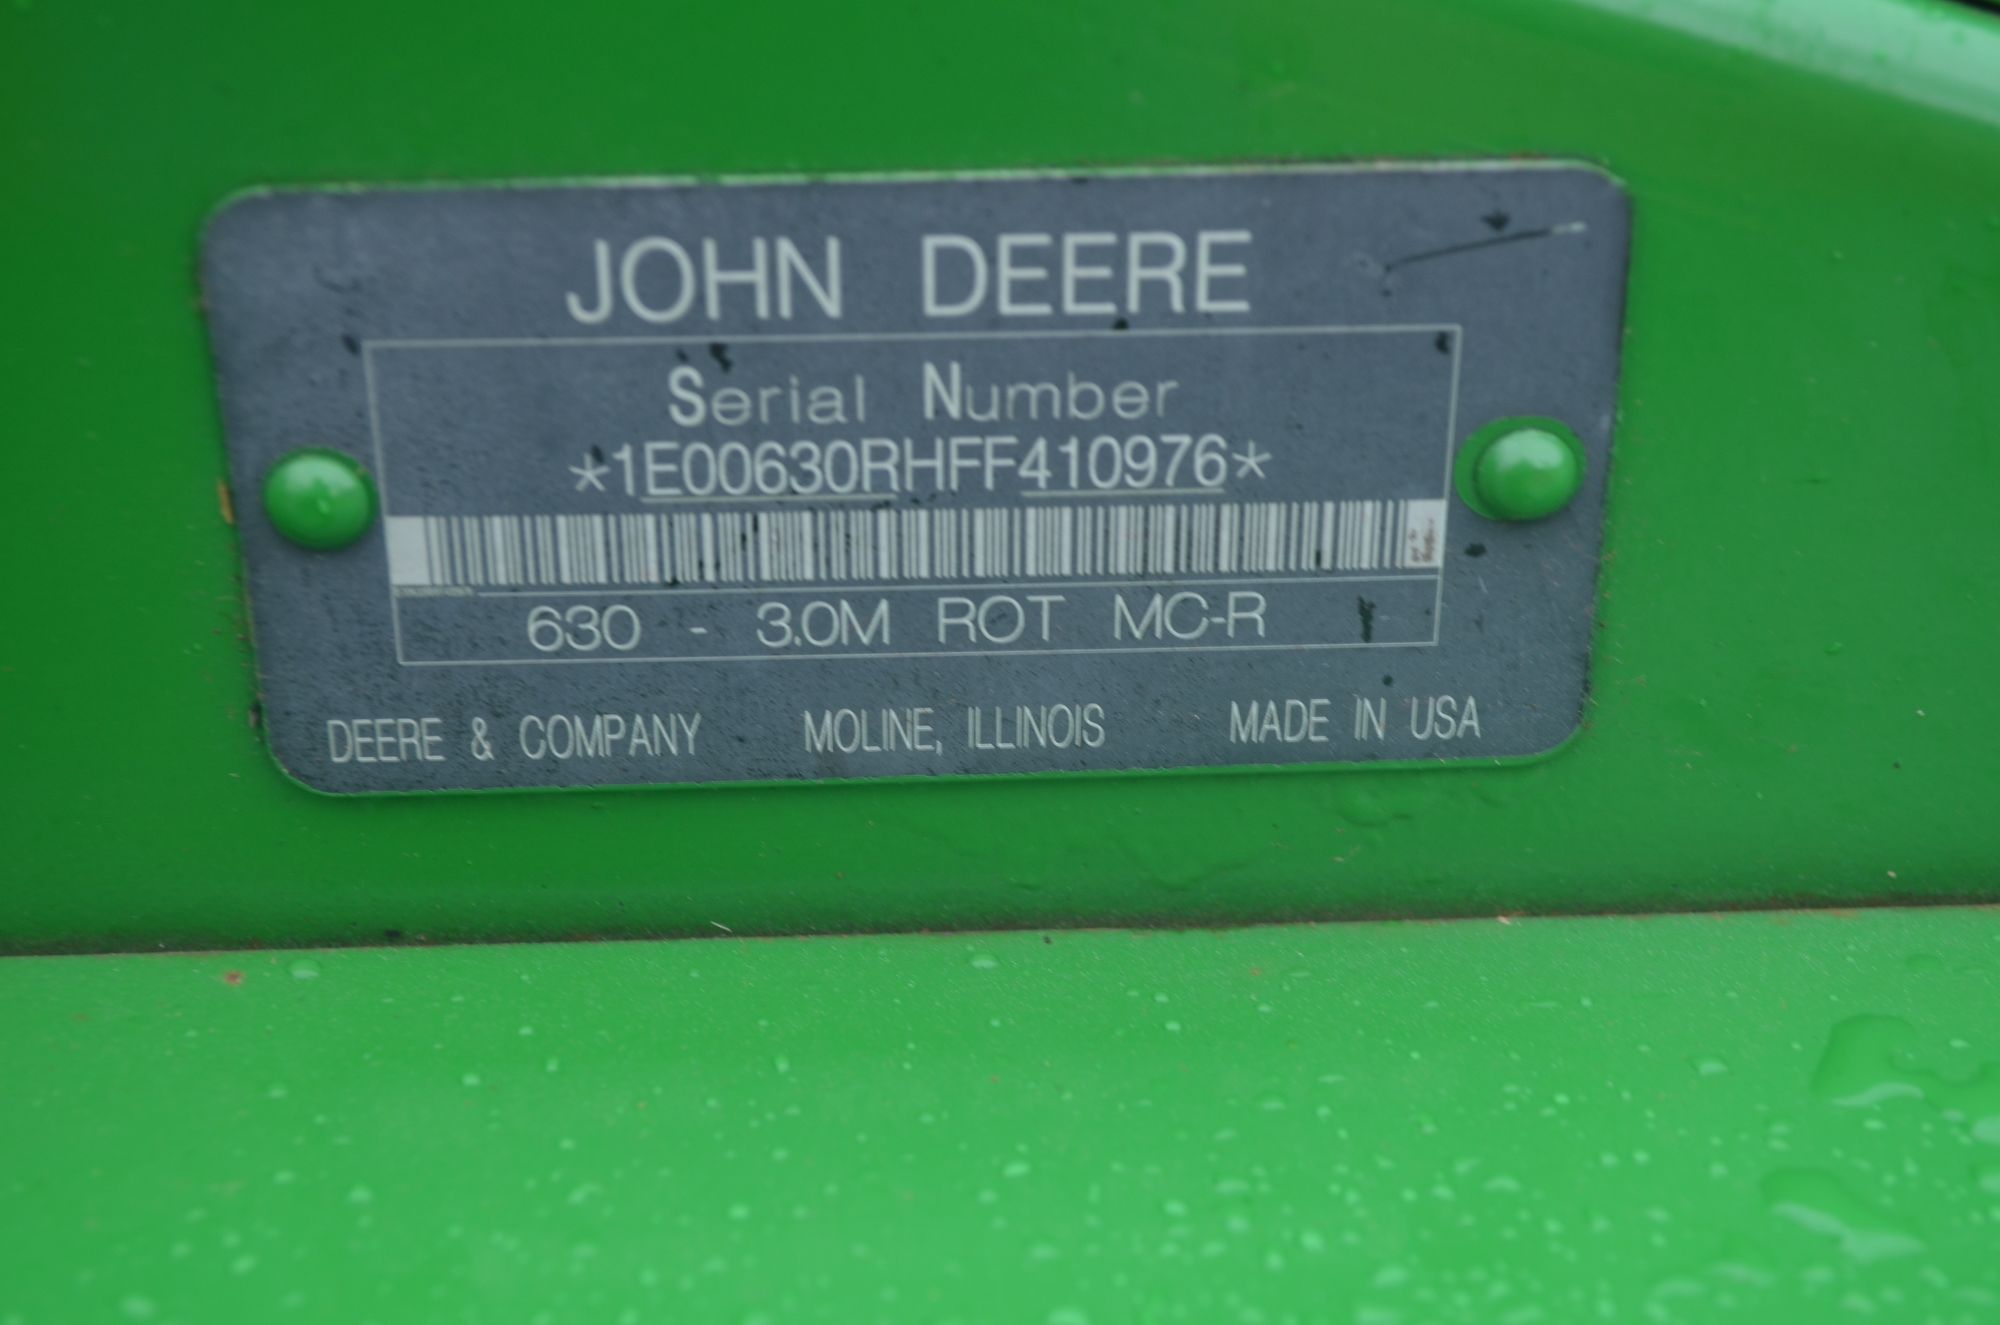 JOHN DEERE
Serial Number
*1E00630RHFF410976*
630 - 3.0M ROT MC-R
DEERE & COMPANY MOLINE, ILLINOIS MADE IN USA